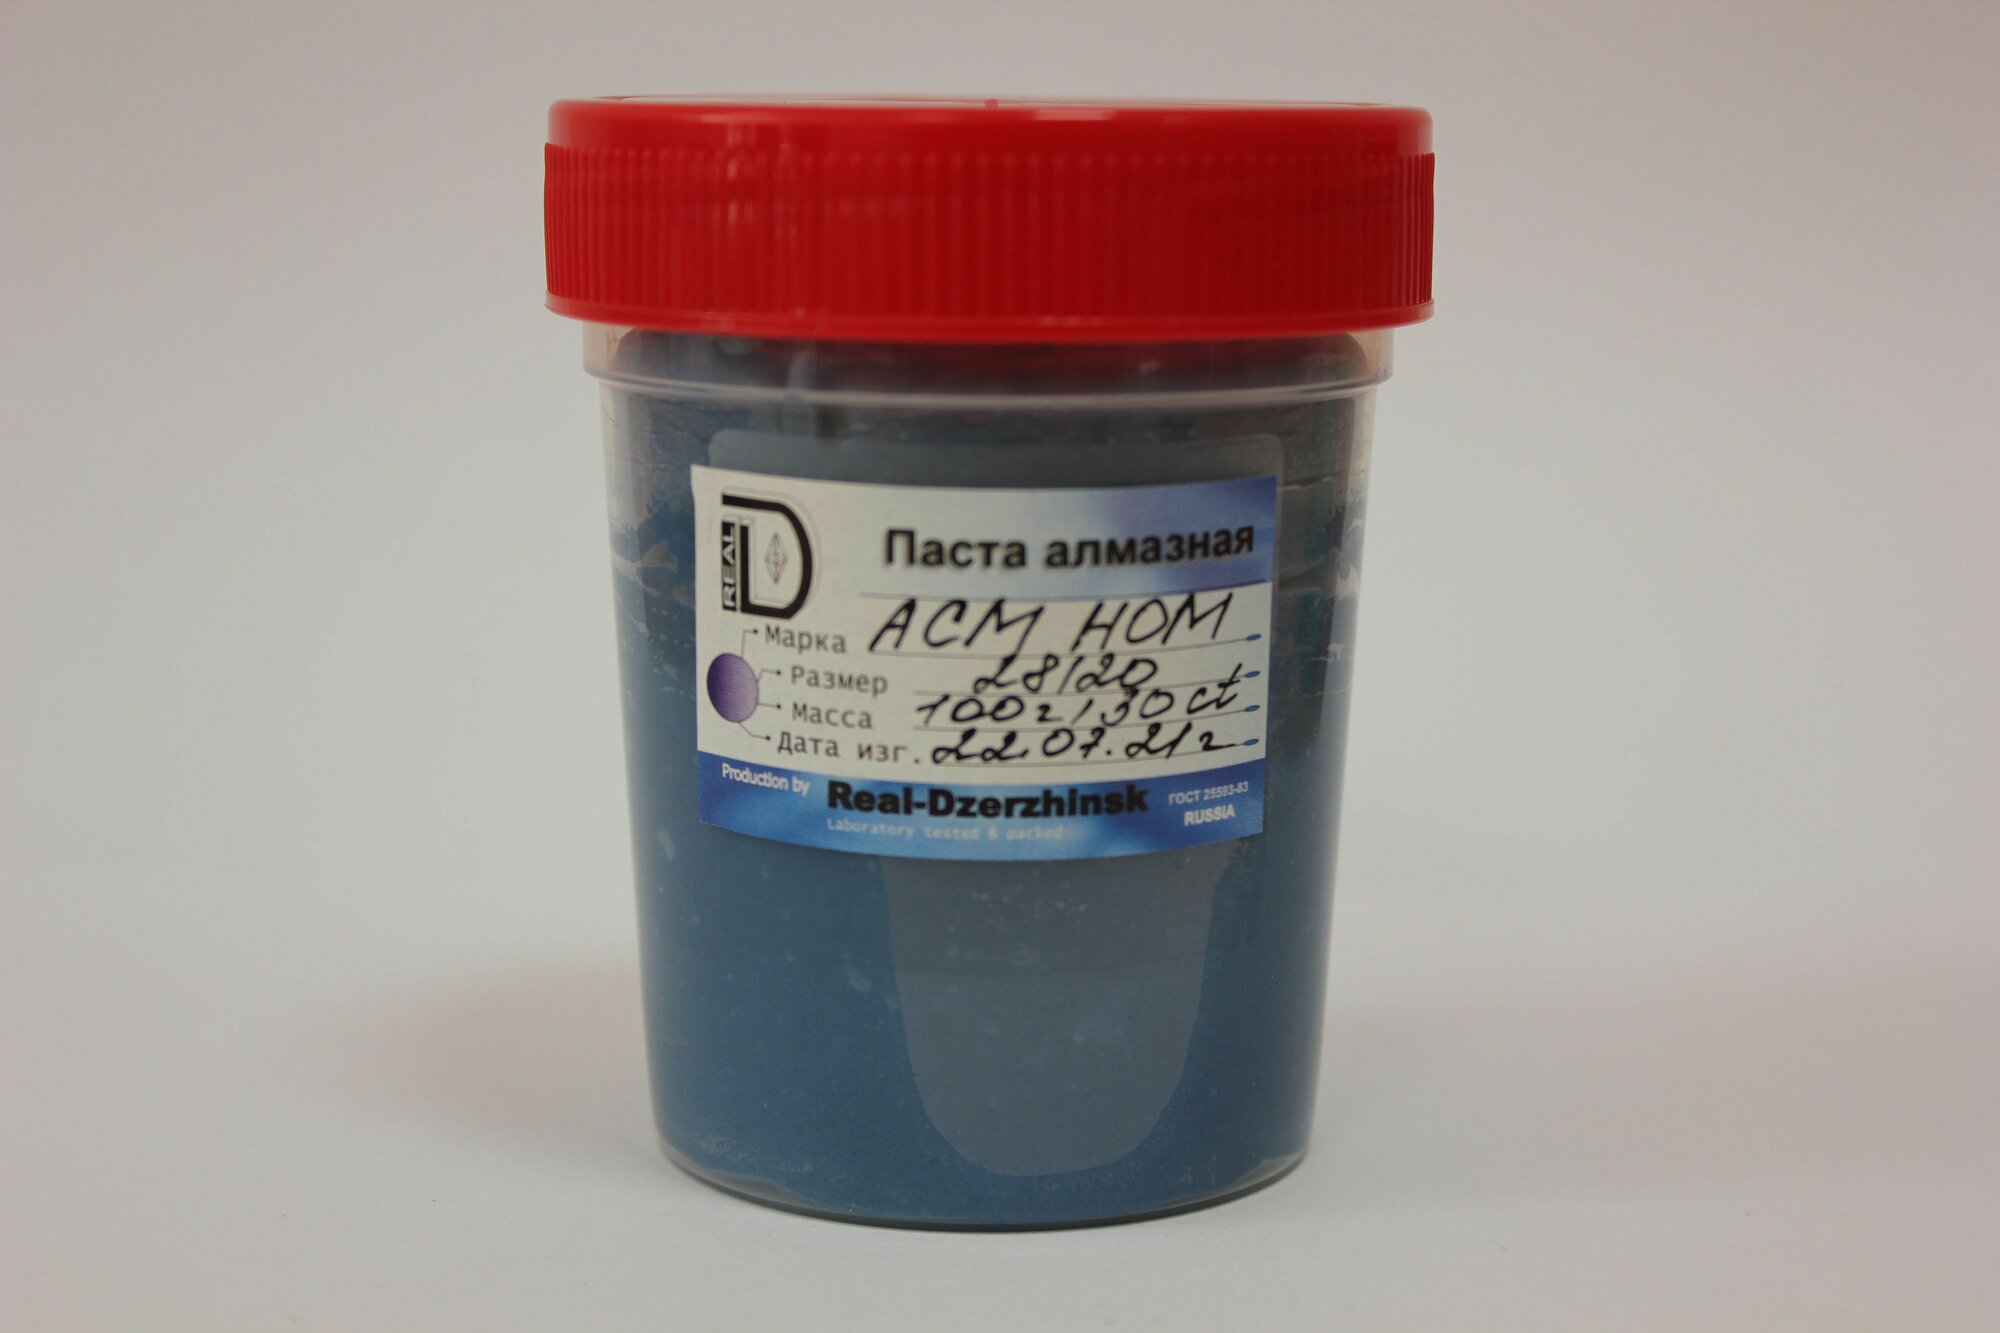 REAL D
Паста алмазная
Марка АСМ НОМ
Размер 28/20
Масса 100г/30ct
Дата изг. 22.07.21г
Production by Real-Dzerzhinsk ГОСТ 25593-83
Laboratory tested & packed RUSSIA